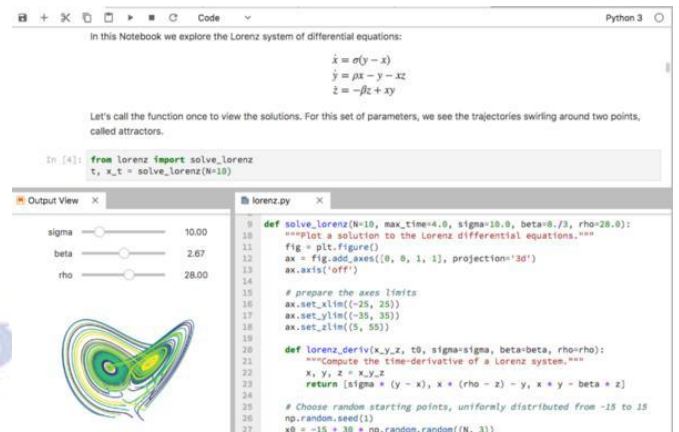 Code
Python 3
In this Notebook we explore the Lorenz system of differential equations:
ẋ = σ(y − x)
ẏ = ρx − y − xz
ż = −βz + xy
Let's call the function once to view the solutions. For this set of parameters, we see the trajectories swirling around two points,
called attractors.
In [4]: from lorenz import solve_lorenz
t, x_t = solve_lorenz(N=10)
Output View ×
sigma 10.00
beta 2.67
rho 28.00
lorenz.py ×
9 def solve_lorenz(N=10, max_time=4.0, sigma=10.0, beta=8./3, rho=28.0):
10 """Plot a solution to the Lorenz differential equations."""
11 fig = plt.figure()
12 ax = fig.add_axes([0, 0, 1, 1], projection='3d')
13 ax.axis('off')
14
15 # prepare the axes limits
16 ax.set_xlim((-25, 25))
17 ax.set_ylim((-35, 35))
18 ax.set_zlim((5, 55))
19
20 def lorenz_deriv(x_y_z, t0, sigma=sigma, beta=beta, rho=rho):
21 """Compute the time-derivative of a Lorenz system."""
22 x, y, z = x_y_z
23 return [sigma * (y - x), x * (rho - z) - y, x * y - beta * z]
24
25 # Choose random starting points, uniformly distributed from -15 to 15
26 np.random.seed(1)
27 x0 = -15 + 30 * np.random.random((N, 3))